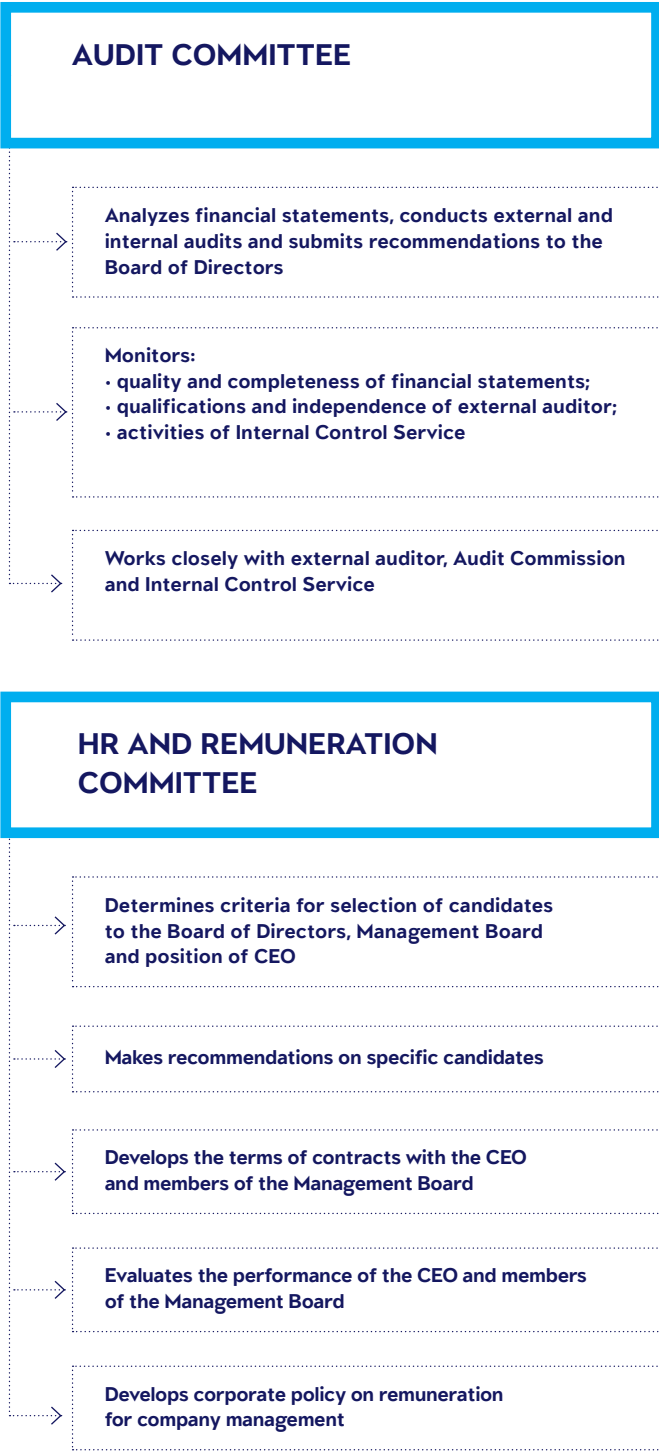 AUDIT COMMITTEE
Analyzes financial statements, conducts external and
internal audits and submits recommendations to the
Board of Directors
Monitors:
• quality and completeness of financial statements;
• qualifications and independence of external auditor;
• activities of Internal Control Service
Works closely with external auditor, Audit Commission
and Internal Control Service
HR AND REMUNERATION
COMMITTEE
Determines criteria for selection of candidates
to the Board of Directors, Management Board
and position of CEO
Makes recommendations on specific candidates
Develops the terms of contracts with the CEO
and members of the Management Board
Evaluates the performance of the CEO and members
of the Management Board
Develops corporate policy on remuneration
for company management